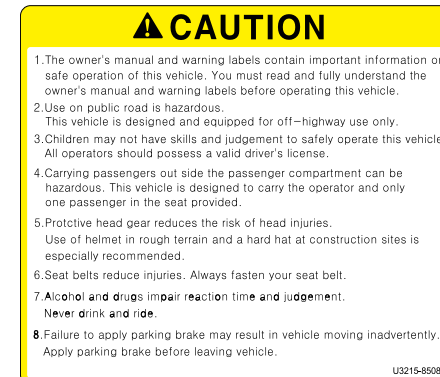 CAUTION
1.The owner's manual and warning labels contain important information
safe operation of this vehicle. You must read and fully understand the
owner's manual and warning labels before operating this vehicle.
2.Use on public road is hazardous.
This vehicle is designed and equipped for off-highway use only.
3.Children may not have skills and judgement to safely operate this vehicle
All operators should possess a valid driver's license.
4.Carrying passengers out side the passenger compartment can be
hazardous. This vehicle is designed to carry the operator and only
one passenger in the seat provided.
5.Protctive head gear reduces the risk of head injuries.
Use of helmet in rough terrain and a hard hat at construction sites is
especially recommended.
6.Seat belts reduce injuries. Always fasten your seat belt.
7.Alcohol and drugs impair reaction time and judgement.
Never drink and ride.
8.Failure to apply parking brake may result in vehicle moving inadvertently.
Apply parking brake before leaving vehicle.
U3215-8508